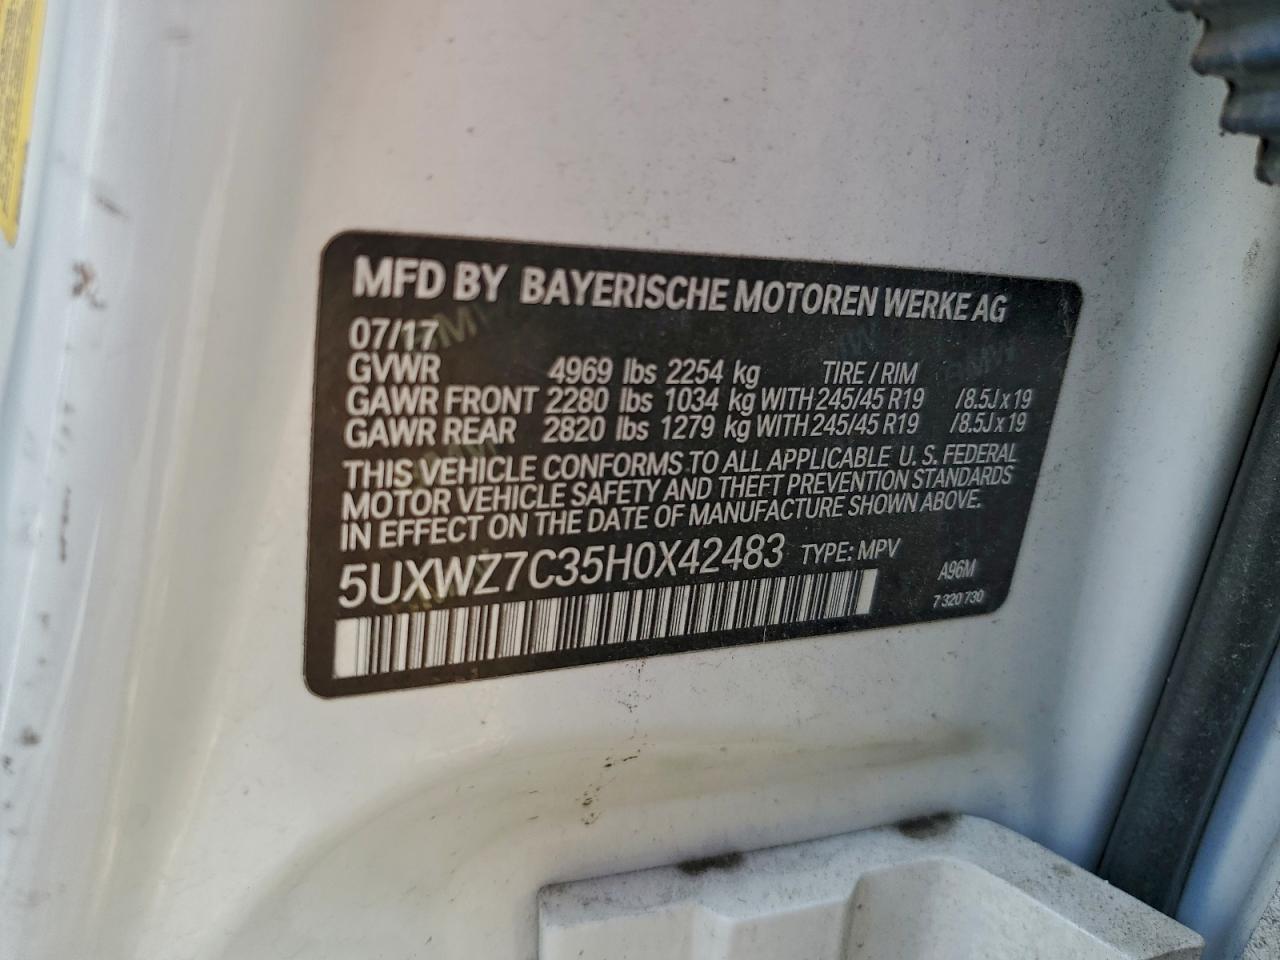 MFD BY BAYERISCHE MOTOREN WERKE AG
07/17
GVWR 4969 lbs 2254 kg TIRE / RIM
GAWR FRONT 2280 lbs 1034 kg WITH 245/45 R19 /8.5J x 19
GAWR REAR 2820 lbs 1279 kg WITH 245/45 R19 /8.5J x 19
THIS VEHICLE CONFORMS TO ALL APPLICABLE U. S. FEDERAL
MOTOR VEHICLE SAFETY AND THEFT PREVENTION STANDARDS
IN EFFECT ON THE DATE OF MANUFACTURE SHOWN ABOVE.
5UXWZ7C35H0X42483 TYPE: MPV
A96M
7 320 730